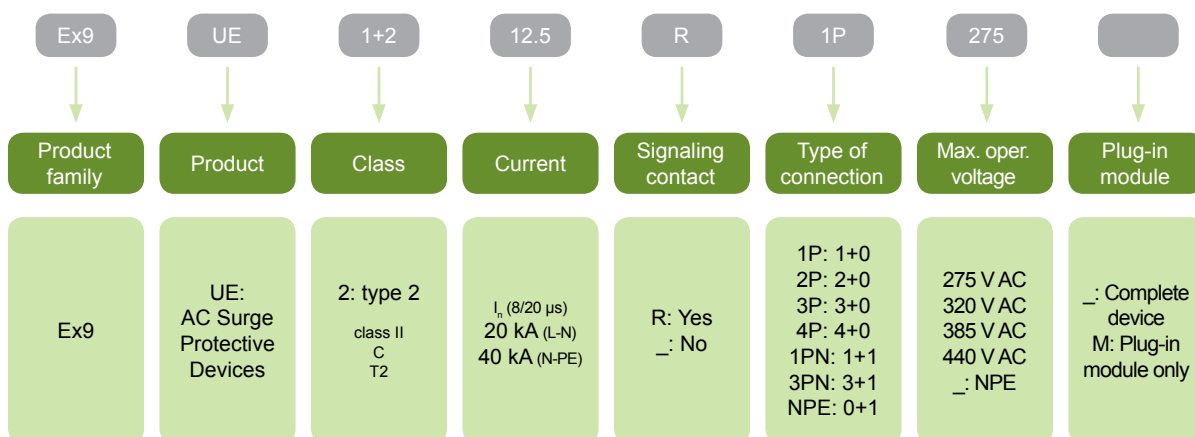 Ex9
UE
1+2
12.5
R
1P
275
Product
family
Product
Class
Current
Signaling
contact
Type of
connection
Max. oper.
voltage
Plug-in
module
Ex9
UE:
AC Surge
Protective
Devices
2: type 2
class II
C
T2
Iₙ (8/20 µs)
20 kA (L-N)
40 kA (N-PE)
R: Yes
_: No
1P: 1+0
2P: 2+0
3P: 3+0
4P: 4+0
1PN: 1+1
3PN: 3+1
NPE: 0+1
275 V AC
320 V AC
385 V AC
440 V AC
_: NPE
_: Complete
device
M: Plug-in
module only